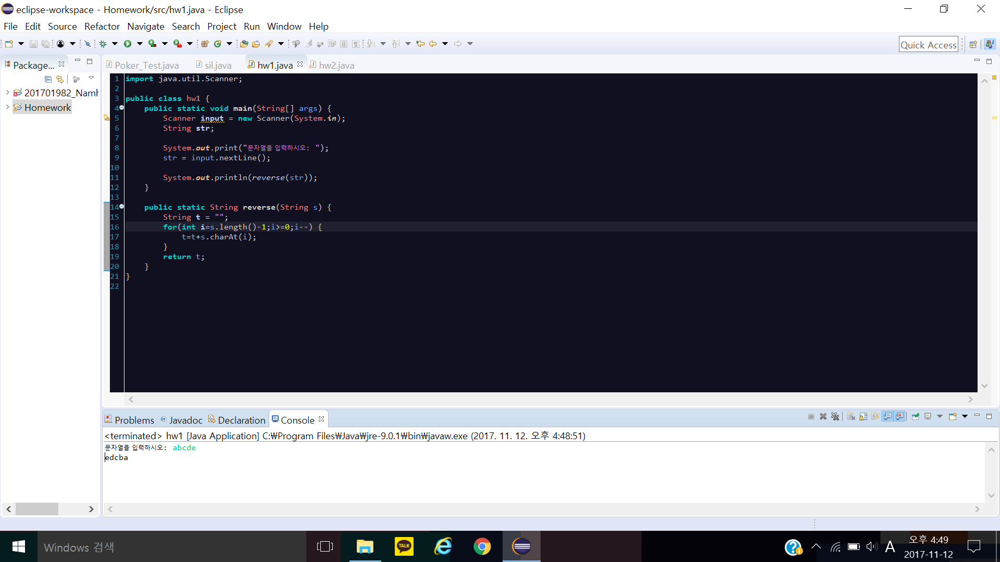 eclipse-workspace - Homework/src/hw1.java - Eclipse
File Edit Source Refactor Navigate Search Project Run Window Help
Quick Access
Package...
Poker_Test.java sil.java hw1.java hw2.java
201701982_Namh
Homework
1 import java.util.Scanner;
2
3 public class hw1 {
4 public static void main(String[] args) {
5 Scanner input = new Scanner(System.in);
6 String str;
7
8 System.out.print("문자열을 입력하시오: ");
9 str = input.nextLine();
10
11 System.out.println(reverse(str));
12 }
13
14 public static String reverse(String s) {
15 String t = "";
16 for(int i=s.length()-1;i>=0;i--) {
17 t=t+s.charAt(i);
18 }
19 return t;
20 }
21 }
22
Problems @ Javadoc Declaration Console
<terminated> hw1 [Java Application] C:₩Program Files₩Java₩jre-9.0.1₩bin₩javaw.exe (2017. 11. 12. 오후 4:48:51)
문자열을 입력하시오: abcde
edcba
Windows 검색
TALK
A
오후 4:49
2017-11-12